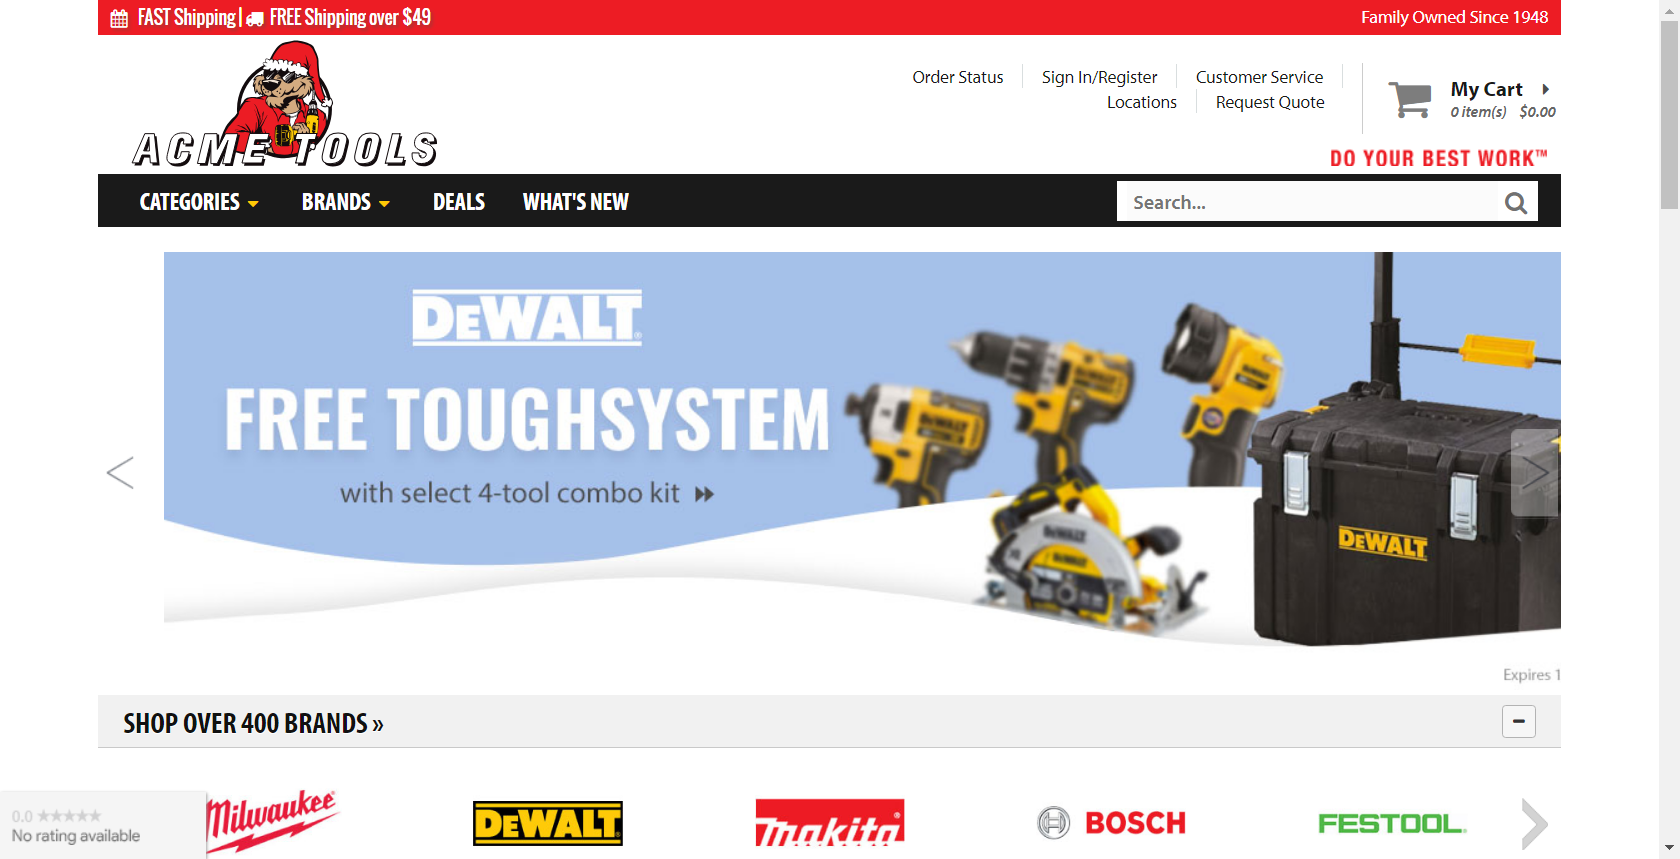 FAST Shipping | FREE Shipping over $49
Family Owned Since 1948
ACME TOOLS
Order Status
Sign In/Register
Customer Service
Locations
Request Quote
My Cart
0 item(s) $0.00
DO YOUR BEST WORK™
CATEGORIES
BRANDS
DEALS
WHAT'S NEW
Search...
DEWALT®
FREE TOUGHSYSTEM
with select 4-tool combo kit
DEWALT
DEWALT
Expires 1
SHOP OVER 400 BRANDS »
Milwaukee®
DEWALT®
makita®
BOSCH
FESTOOL®
0.0 ★★★★★
No rating available